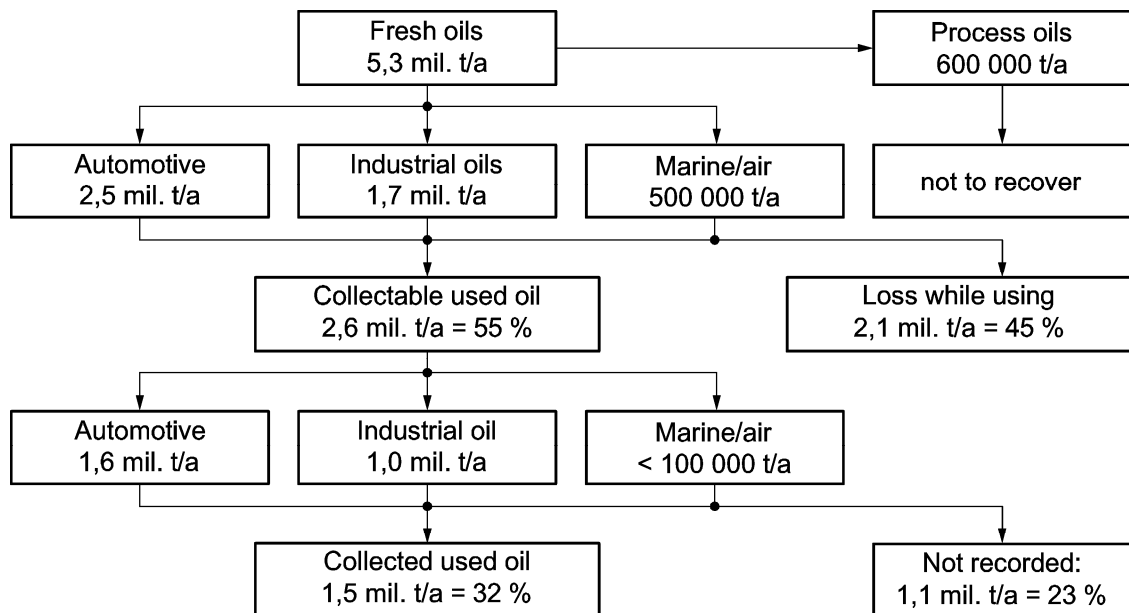 Fresh oils
5,3 mil. t/a
Process oils
600 000 t/a
Automotive
2,5 mil. t/a
Industrial oils
1,7 mil. t/a
Marine/air
500 000 t/a
not to recover
Collectable used oil
2,6 mil. t/a = 55 %
Loss while using
2,1 mil. t/a = 45 %
Automotive
1,6 mil. t/a
Industrial oil
1,0 mil. t/a
Marine/air
< 100 000 t/a
Collected used oil
1,5 mil. t/a = 32 %
Not recorded:
1,1 mil. t/a = 23 %